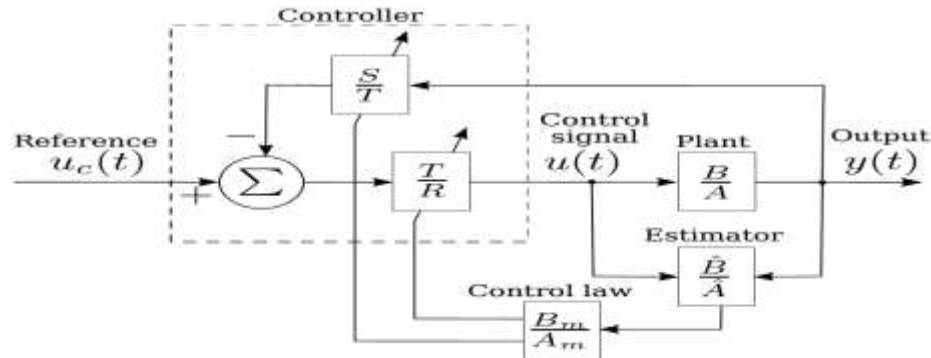 Controller
S
T
Reference
u_c(t)
−
+
Σ
T
R
Control
signal
u(t)
Plant
B
A
Output
y(t)
Estimator
B̂
Â
Control law
B_m
A_m